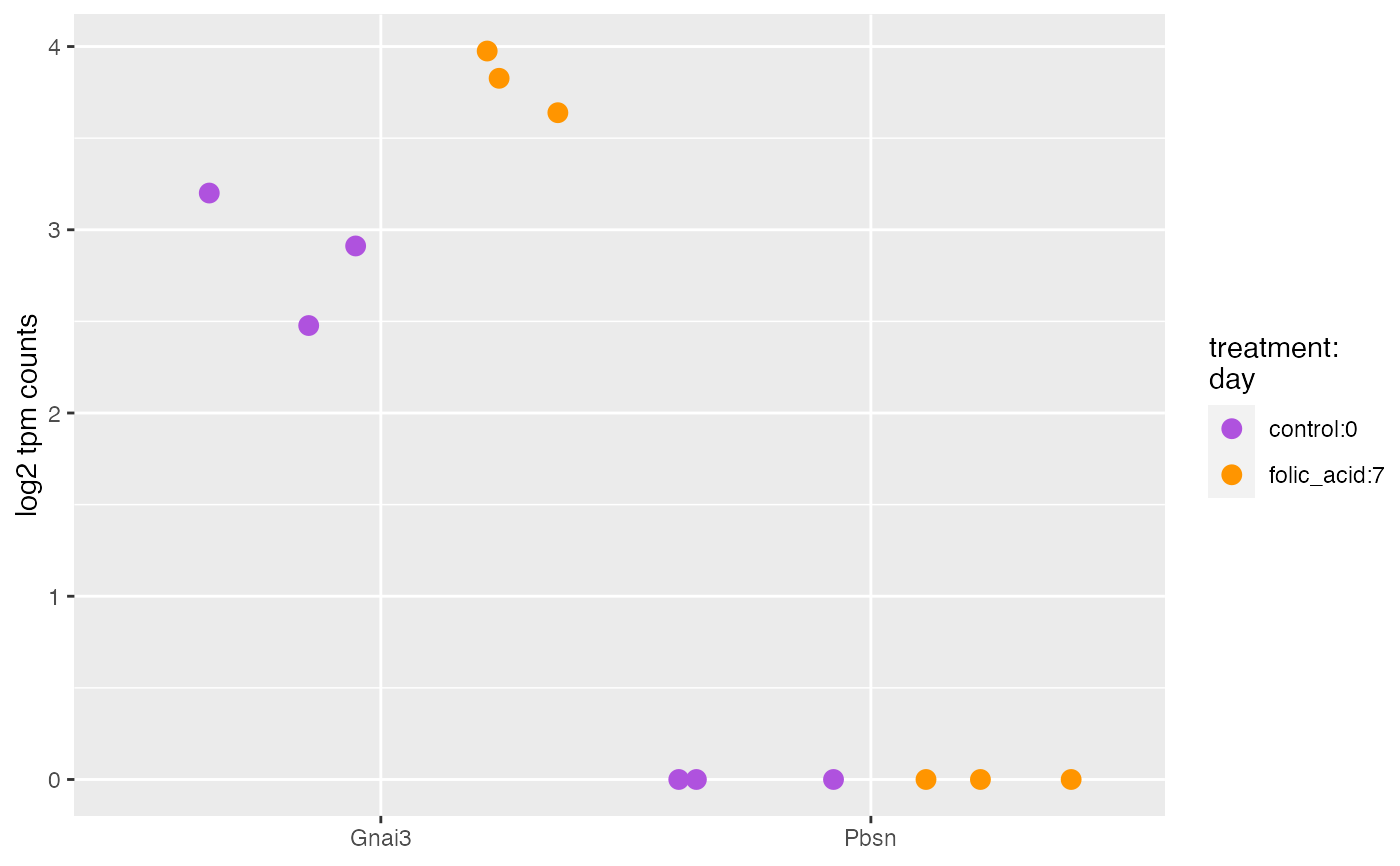 log2 tpm counts
4
3
2
1
0
Gnai3
Pbsn
treatment:
day
control:0
folic_acid:7